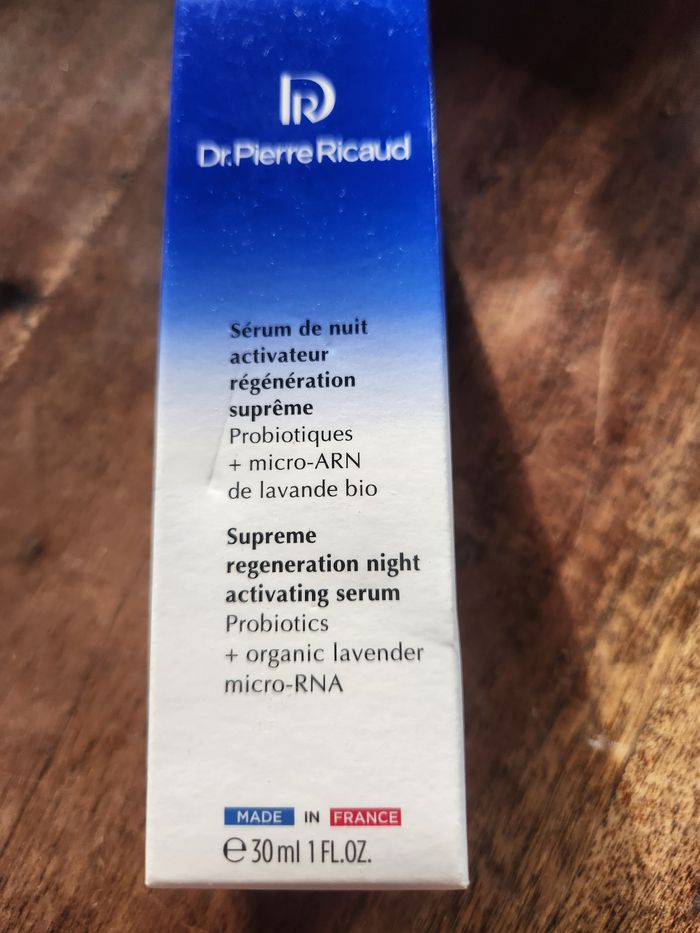 DR
Dr.Pierre Ricaud
Sérum de nuit
activateur
régénération
suprême
Probiotiques
+ micro-ARN
de lavande bio
Supreme
regeneration night
activating serum
Probiotics
+ organic lavender
micro-RNA
MADE IN FRANCE
℮ 30 ml 1 FL.OZ.